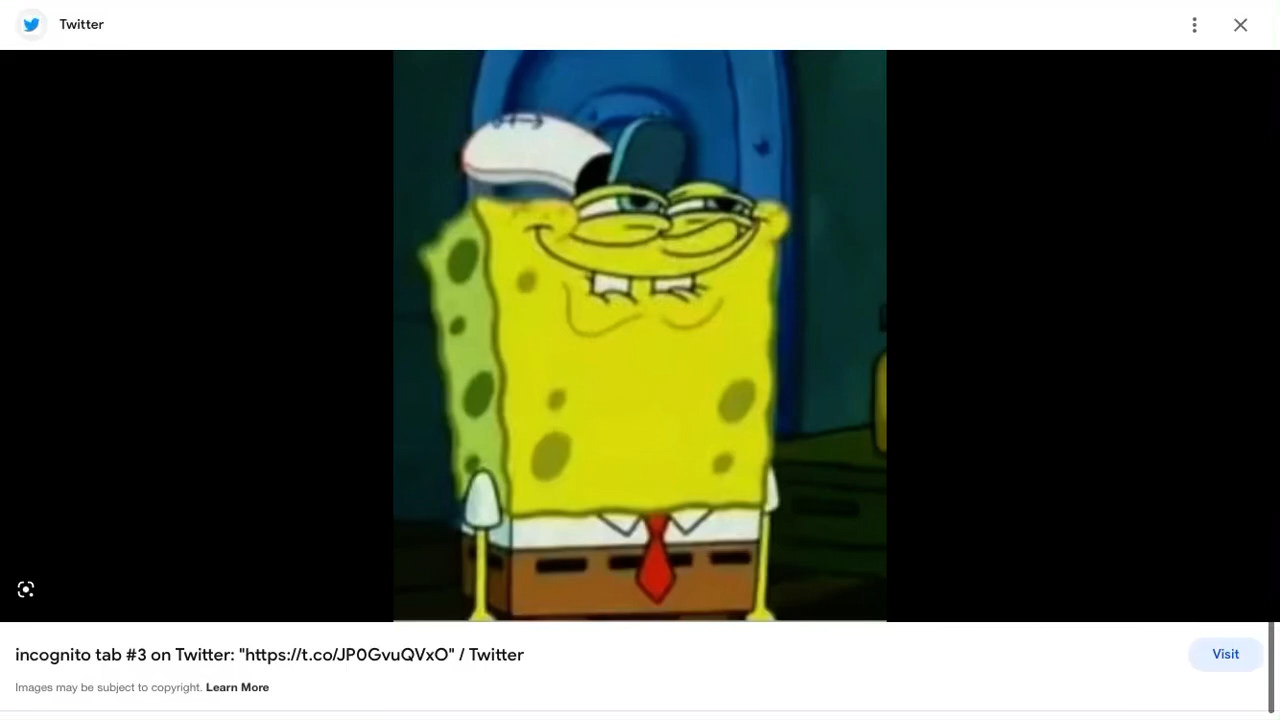 Twitter
incognito tab #3 on Twitter: "https://t.co/JP0GvuQVxO" / Twitter
Visit
Images may be subject to copyright. Learn More